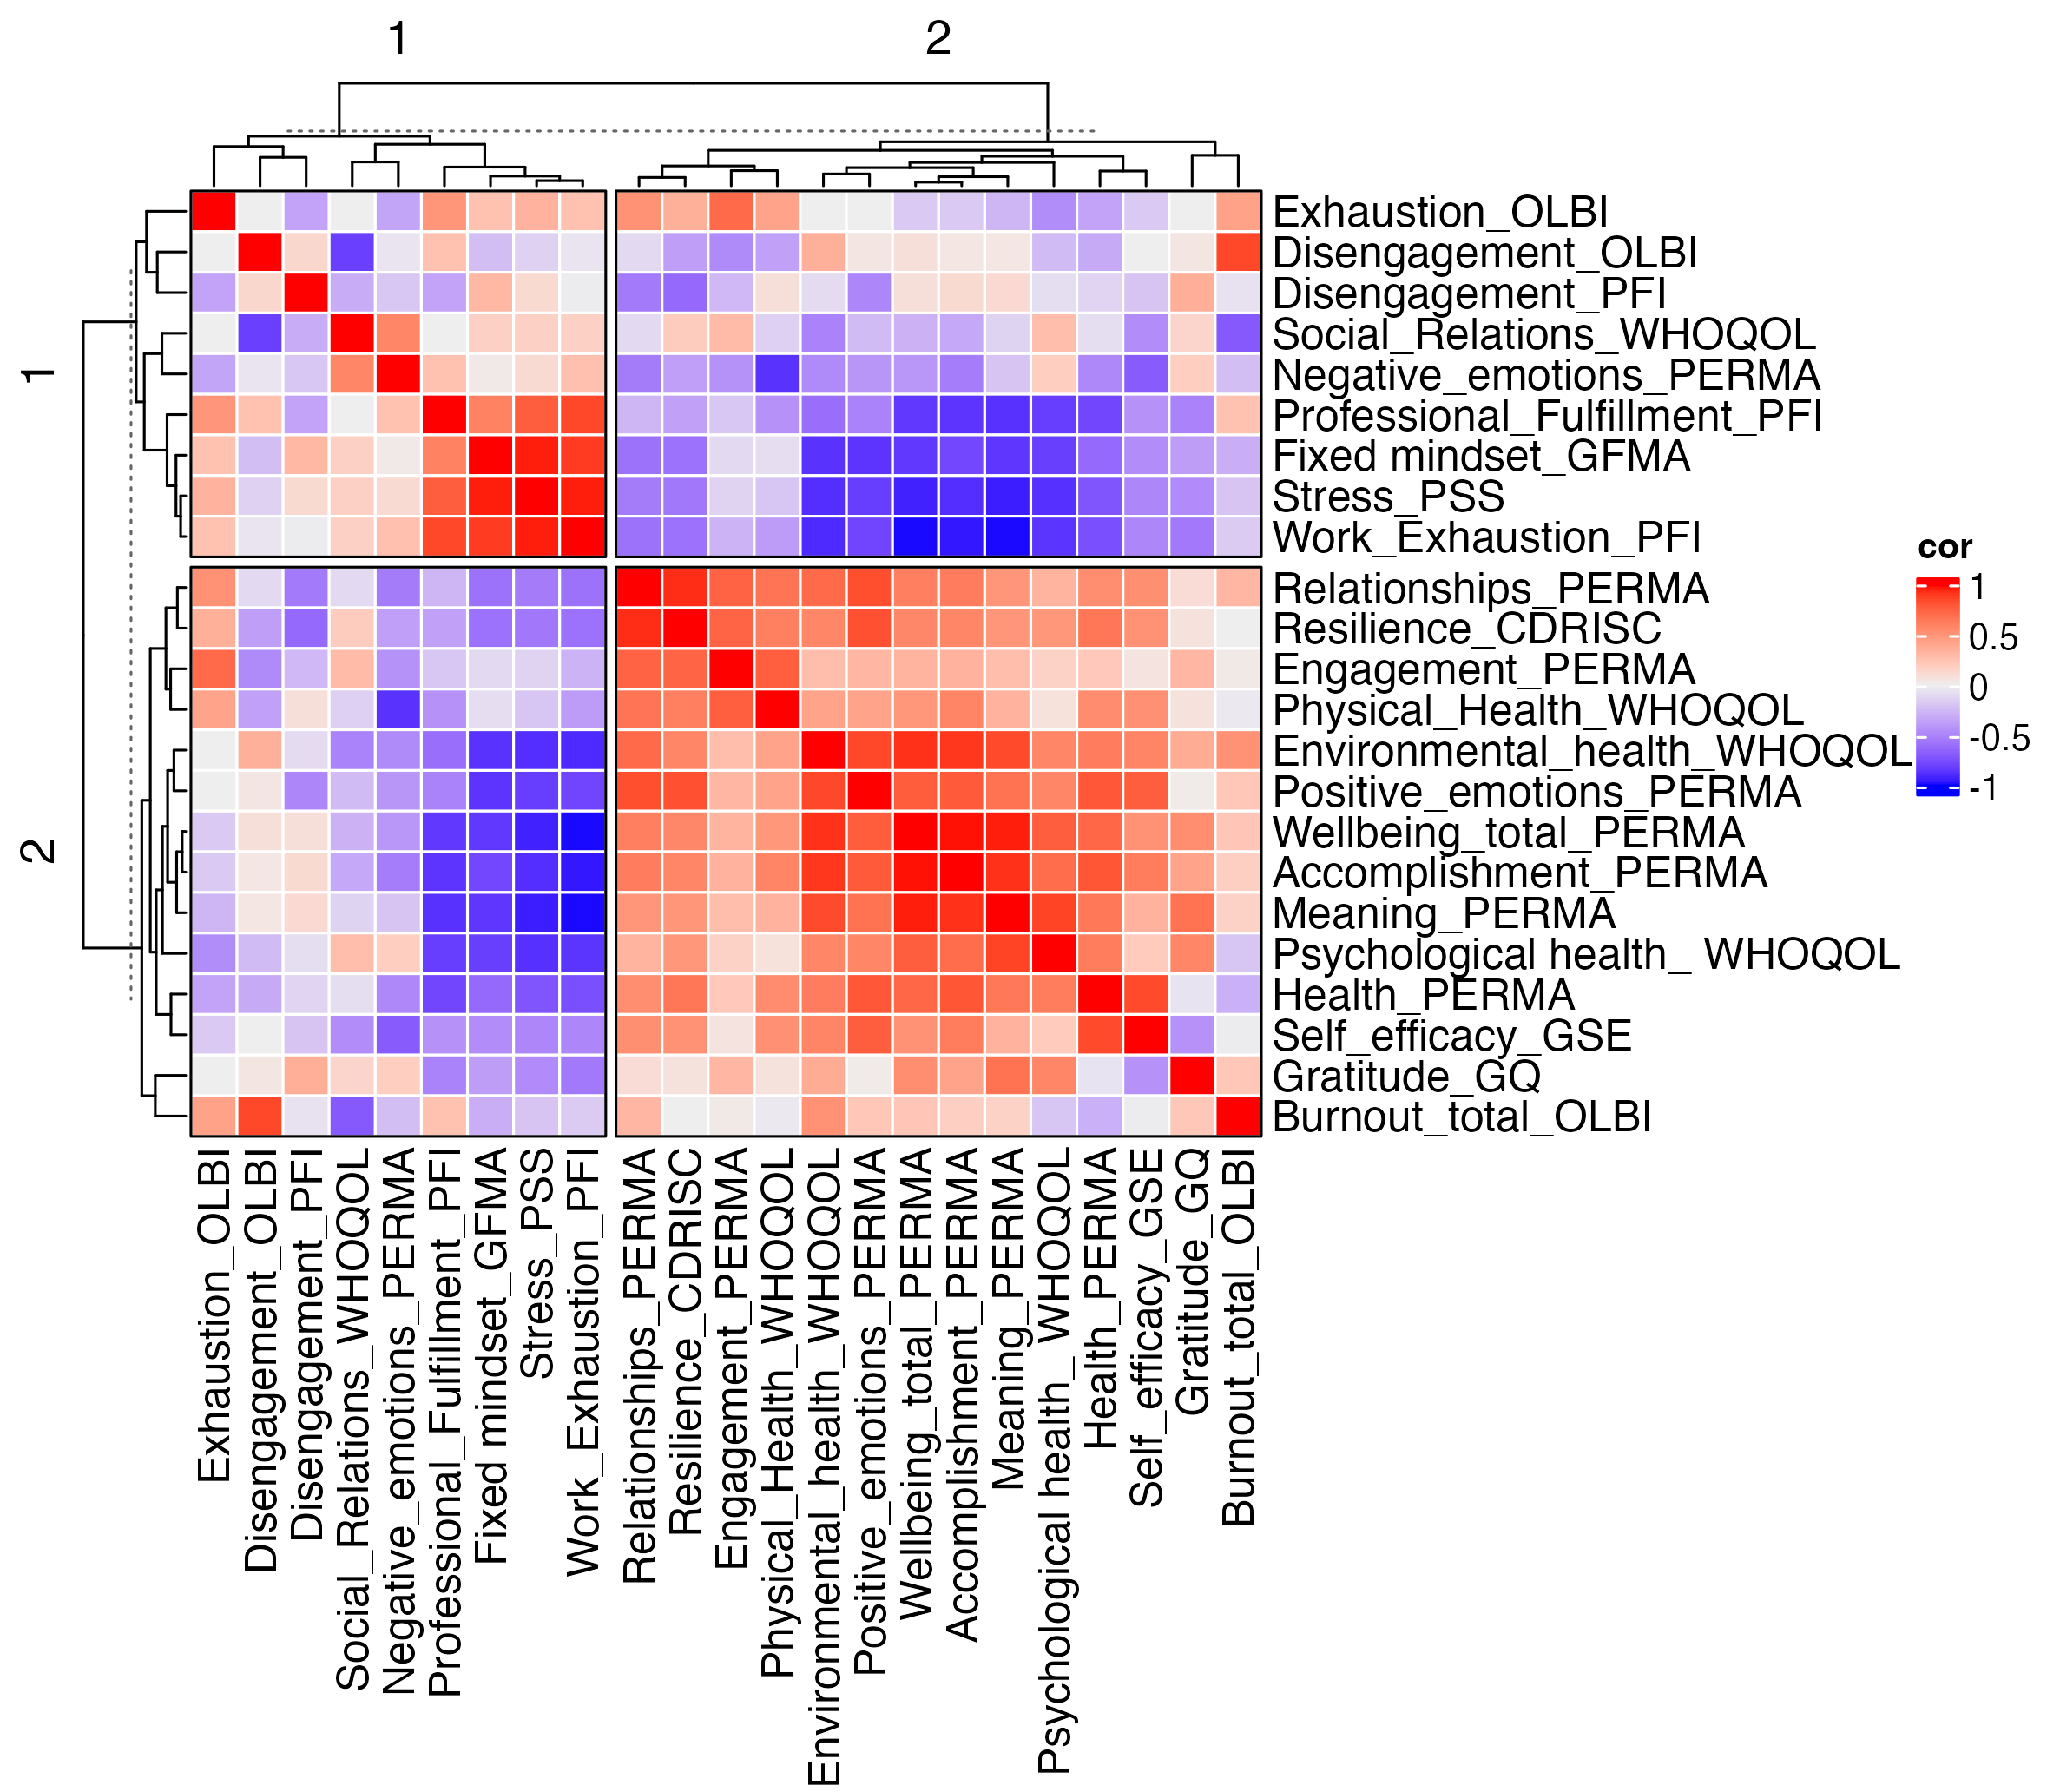 1
2
1
2
Exhaustion_OLBI
Disengagement_OLBI
Disengagement_PFI
Social_Relations_WHOQOL
Negative_emotions_PERMA
Professional_Fulfillment_PFI
Fixed mindset_GFMA
Stress_PSS
Work_Exhaustion_PFI
Relationships_PERMA
Resilience_CDRISC
Engagement_PERMA
Physical_Health_WHOQOL
Environmental_health_WHOQOL
Positive_emotions_PERMA
Wellbeing_total_PERMA
Accomplishment_PERMA
Meaning_PERMA
Psychological health_ WHOQOL
Health_PERMA
Self_efficacy_GSE
Gratitude_GQ
Burnout_total_OLBI
cor
1
0.5
0
-0.5
-1
Exhaustion_OLBI
Disengagement_OLBI
Disengagement_PFI
Social_Relations_WHOQOL
Negative_emotions_PERMA
Professional_Fulfillment_PFI
Fixed mindset_GFMA
Stress_PSS
Work_Exhaustion_PFI
Relationships_PERMA
Resilience_CDRISC
Engagement_PERMA
Physical_Health_WHOQOL
Environmental_health_WHOQOL
Positive_emotions_PERMA
Wellbeing_total_PERMA
Accomplishment_PERMA
Meaning_PERMA
Psychological health_ WHOQOL
Health_PERMA
Self_efficacy_GSE
Gratitude_GQ
Burnout_total_OLBI